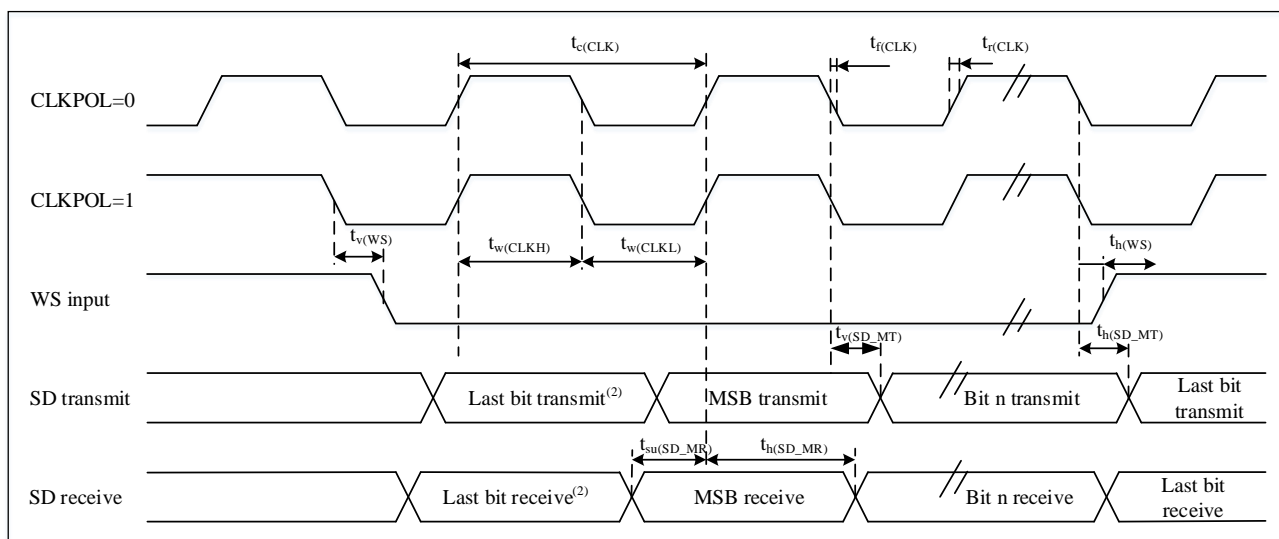 t_c(CLK) t_f(CLK) t_r(CLK)
CLKPOL=0
CLKPOL=1
t_v(WS) t_w(CLKH) t_w(CLKL) t_h(WS)
WS input
t_v(SD_MT) t_h(SD_MT)
SD transmit Last bit transmit(2) MSB transmit Bit n transmit Last bit
transmit
t_su(SD_MR) t_h(SD_MR)
SD receive Last bit receive(2) MSB receive Bit n receive Last bit
receive